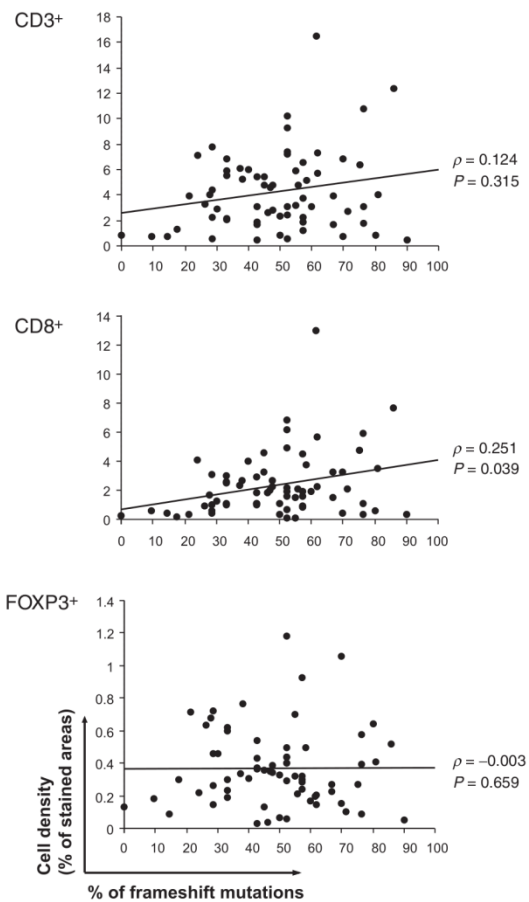 CD3+
18
16
14
12
10
8
6
4
2
0
0 10 20 30 40 50 60 70 80 90 100
ρ = 0.124
P = 0.315
CD8+
14
12
10
8
6
4
2
0
0 10 20 30 40 50 60 70 80 90 100
ρ = 0.251
P = 0.039
FOXP3+
1.4
1.2
1
0.8
0.6
0.4
0.2
0
0 10 20 30 40 50 60 70 80 90 100
ρ = −0.003
P = 0.659
Cell density
(% of stained areas)
% of frameshift mutations